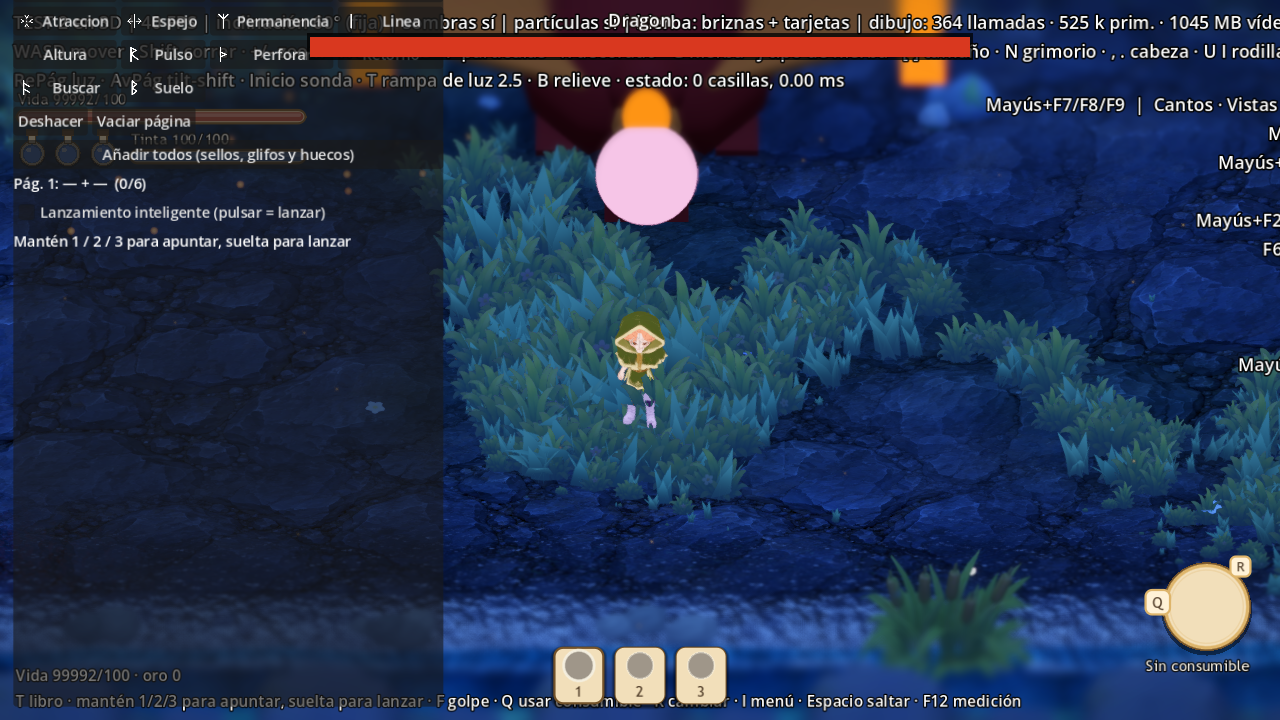 Atraccion Espejo Permanencia Linea
mbras sí | partículas s
Dragon
ba: briznas + tarjetas | dibujo: 364 llamadas · 525 k prim. · 1045 MB víde
Altura Pulso Perfora
ño · N grimorio · , . cabeza · U I rodilla
RePág luz · AvPág tilt-shift · Inicio sonda · T rampa de luz 2.5 · B relieve · estado: 0 casillas, 0.00 ms
Buscar Suelo
Vida 99992/100
Mayús+F7/F8/F9 | Cantos · Vistas
Deshacer Vaciar página
Tinta 100/100
Añadir todos (sellos, glifos y huecos)
Mayús+
Pág. 1: — + — (0/6)
Lanzamiento inteligente (pulsar = lanzar)
Mayús+F2
Mantén 1 / 2 / 3 para apuntar, suelta para lanzar
F6
Mayú
R
Q
Sin consumible
Vida 99992/100 · oro 0
1 2 3
T libro · mantén 1/2/3 para apuntar, suelta para lanzar · F golpe · Q usar consumible · R cambiar · I menú · Espacio saltar · F12 medición